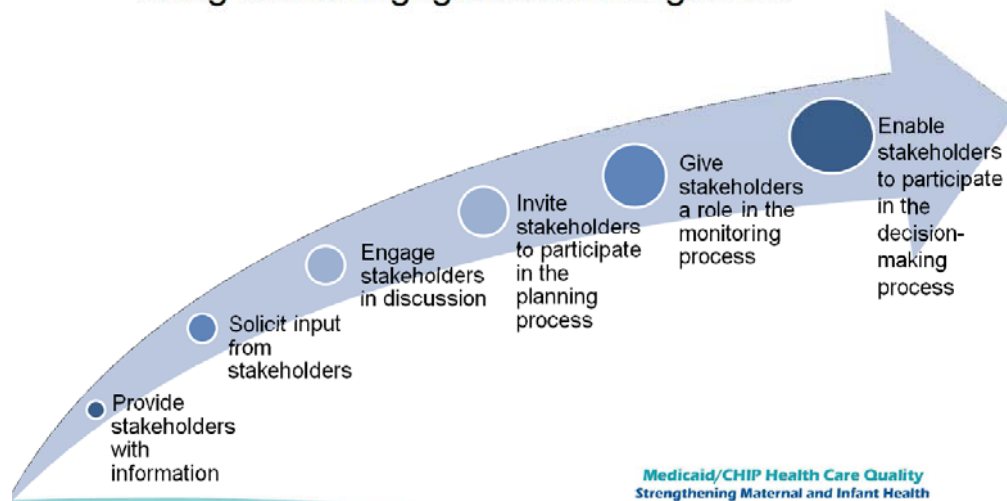 Provide
stakeholders
with
information
Solicit input
from
stakeholders
Engage
stakeholders
in discussion
Invite
stakeholders
to participate
in the
planning
process
Give
stakeholders
a role in the
monitoring
process
Enable
stakeholders
to participate
in the
decision-
making
process
Medicaid/CHIP Health Care Quality
Strengthening Maternal and Infant Health